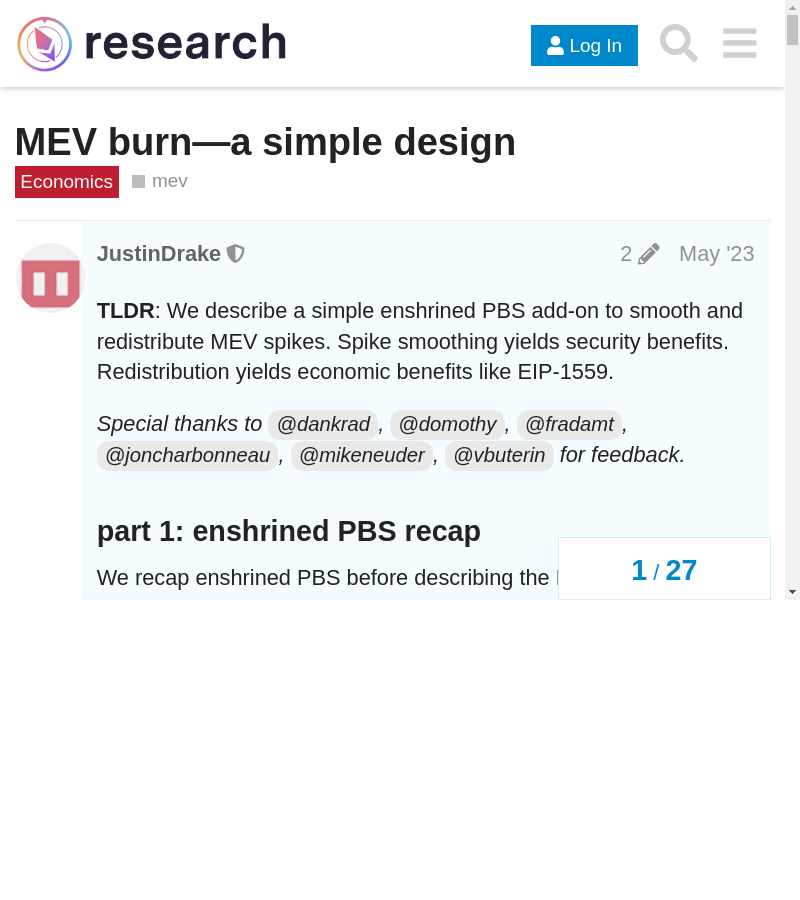 research
Log In
MEV burn—a simple design
Economics
mev
JustinDrake
2
May '23
TLDR: We describe a simple enshrined PBS add-on to smooth and
redistribute MEV spikes. Spike smoothing yields security benefits.
Redistribution yields economic benefits like EIP-1559.
Special thanks to @dankrad, @domothy, @fradamt,
@joncharbonneau, @mikeneuder, @vbuterin for feedback.
part 1: enshrined PBS recap
We recap enshrined PBS before describing the
1 / 27